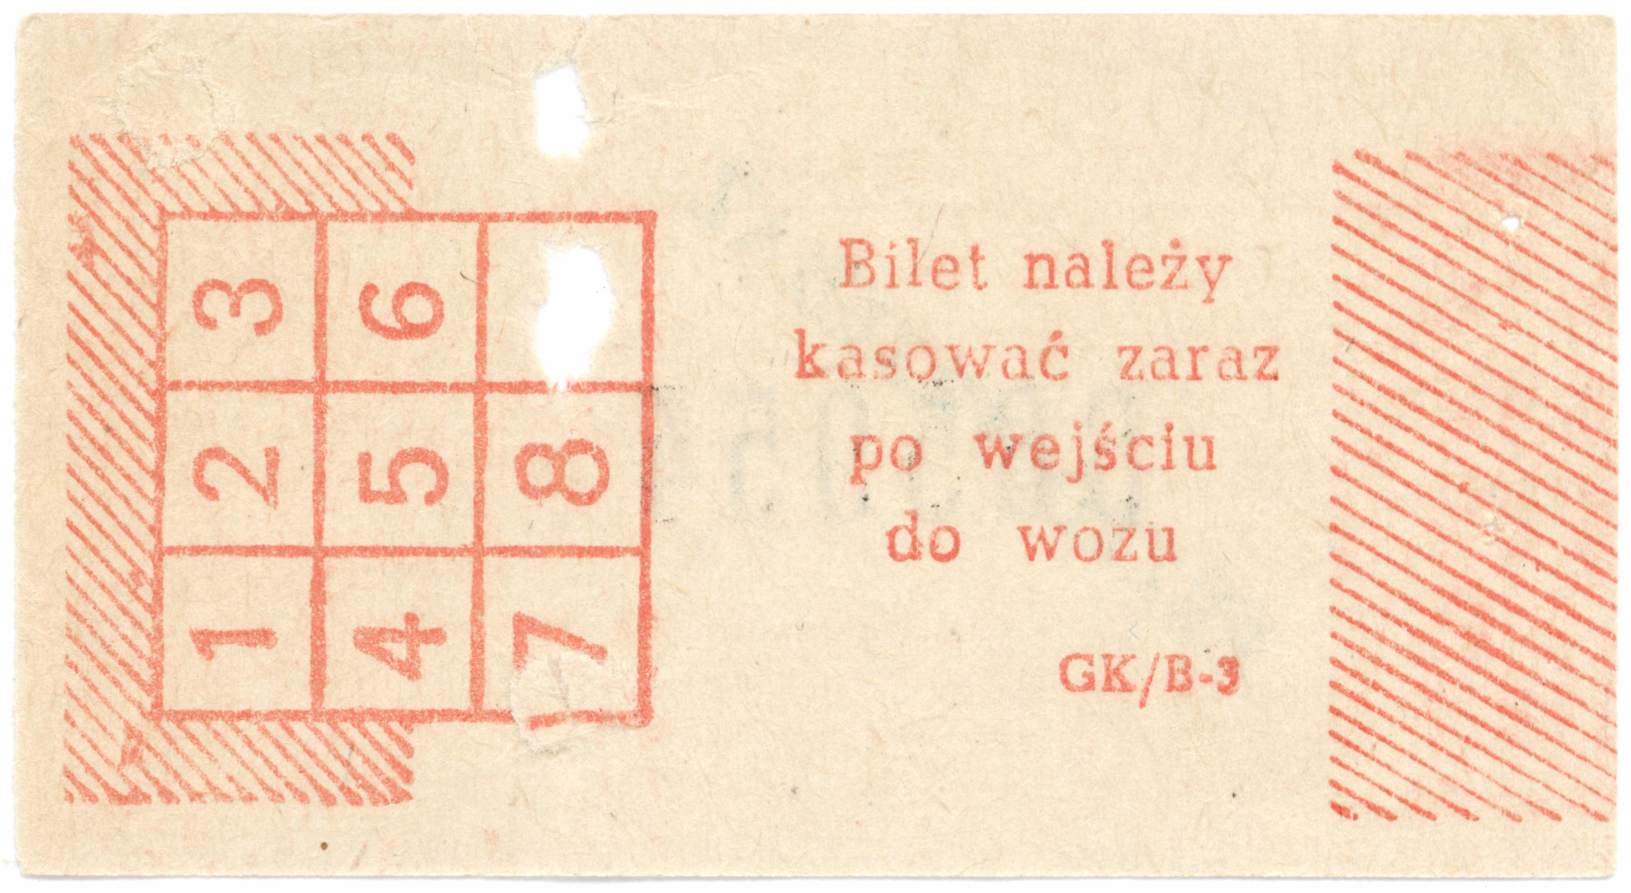 3 6
2 5 8
1 4 7
Bilet należy
kasować zaraz
po wejściu
do wozu
GK/B-3